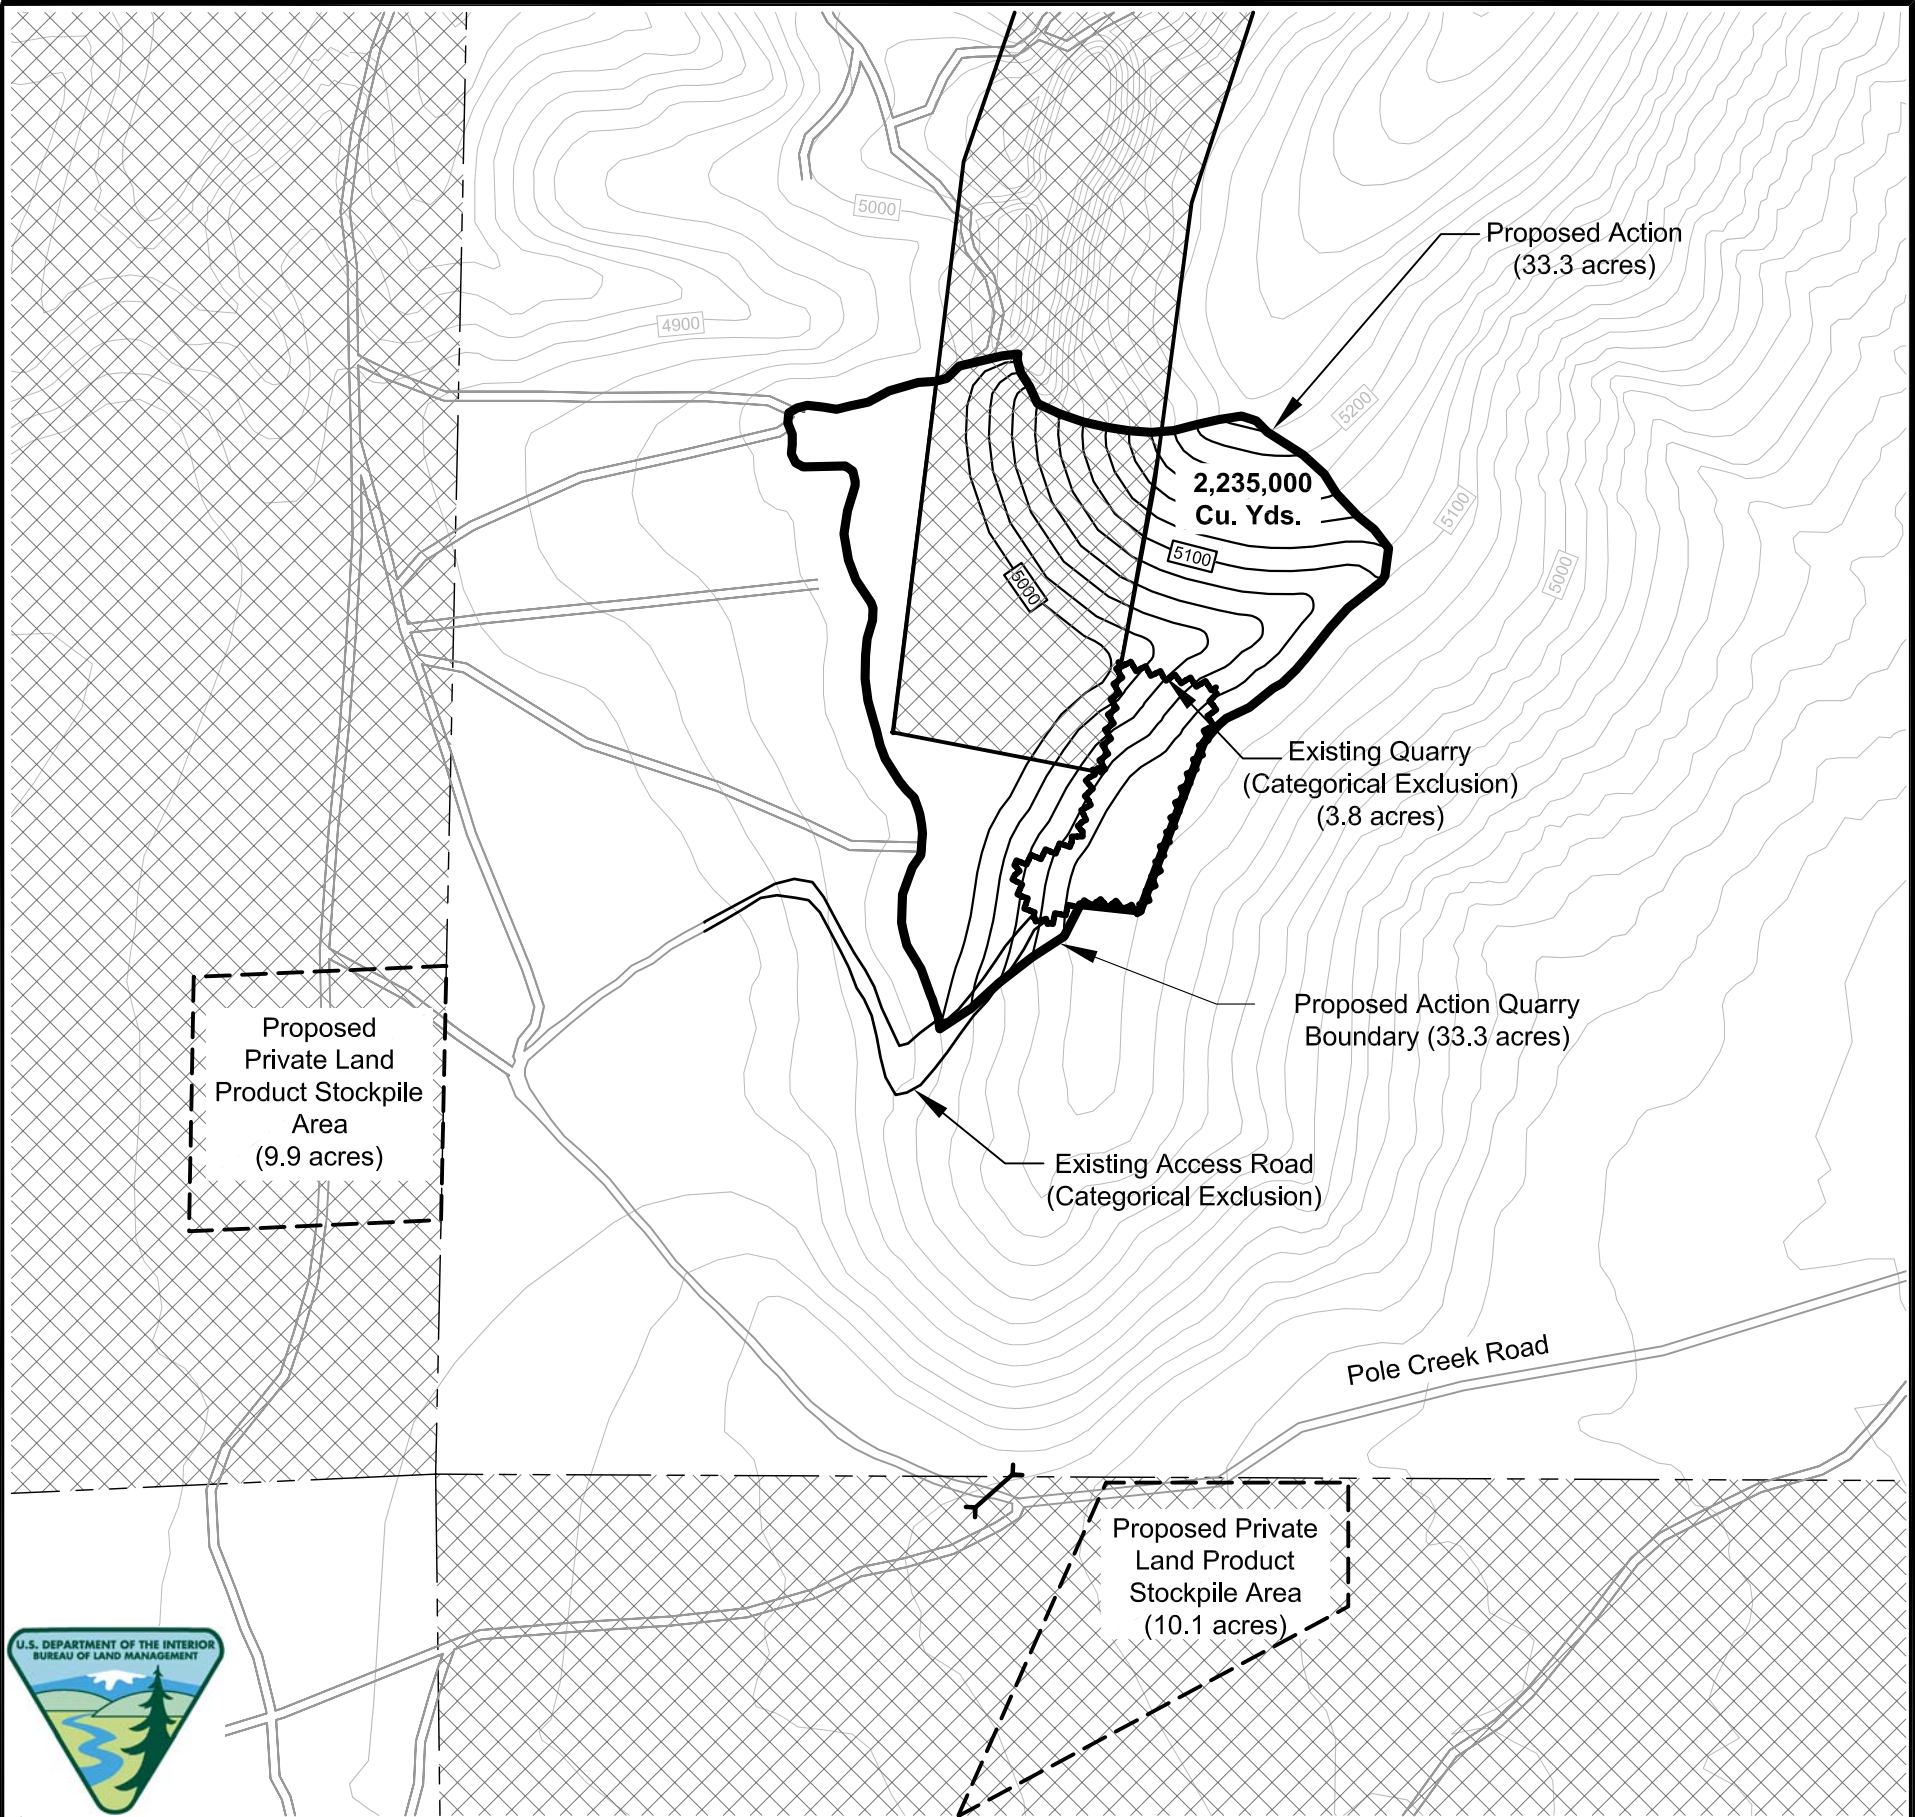 5000
Proposed Action
(33.3 acres)
4900
5200
2,235,000
Cu. Yds.
5100
5100
5000
5000
Existing Quarry
(Categorical Exclusion)
(3.8 acres)
Proposed Action Quarry
Boundary (33.3 acres)
Proposed
Private Land
Product Stockpile
Area
(9.9 acres)
Existing Access Road
(Categorical Exclusion)
Pole Creek Road
Proposed Private
Land Product
Stockpile Area
(10.1 acres)
U.S. DEPARTMENT OF THE INTERIOR
BUREAU OF LAND MANAGEMENT